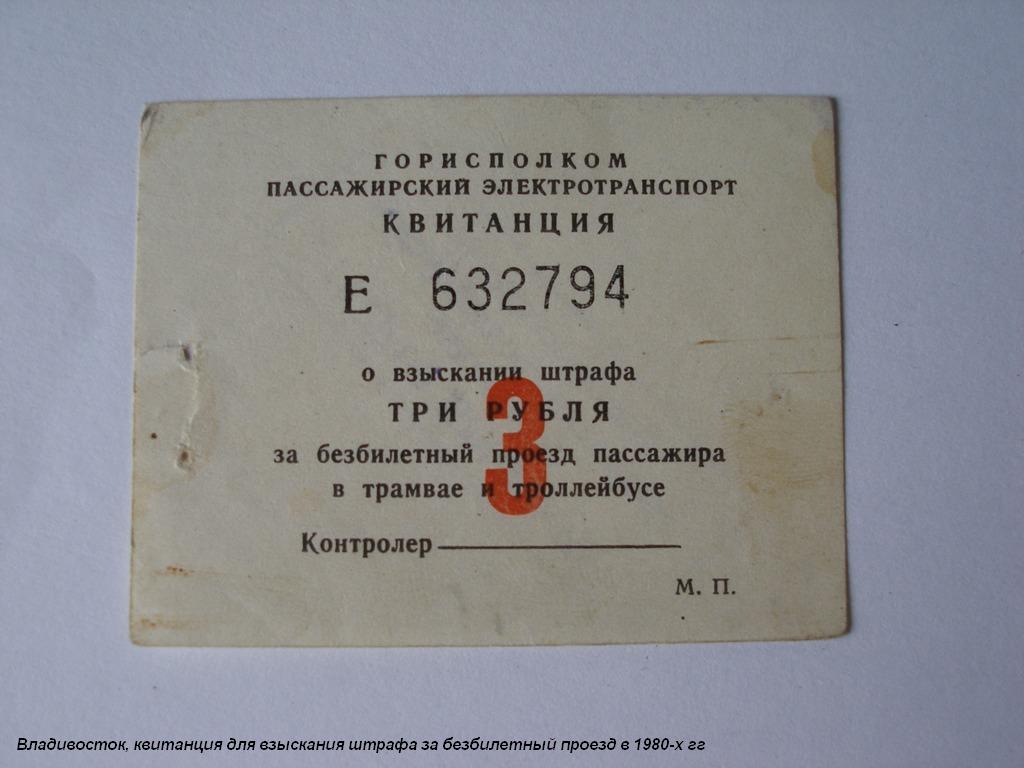 ГОРИСПОЛКОМ
ПАССАЖИРСКИЙ ЭЛЕКТРОТРАНСПОРТ
КВИТАНЦИЯ
Е 632794
о взыскании штрафа
ТРИ РУБЛЯ
3
за безбилетный проезд пассажира
в трамвае и троллейбусе
Контролер
М. П.
Владивосток, квитанция для взыскания штрафа за безбилетный проезд в 1980-х гг